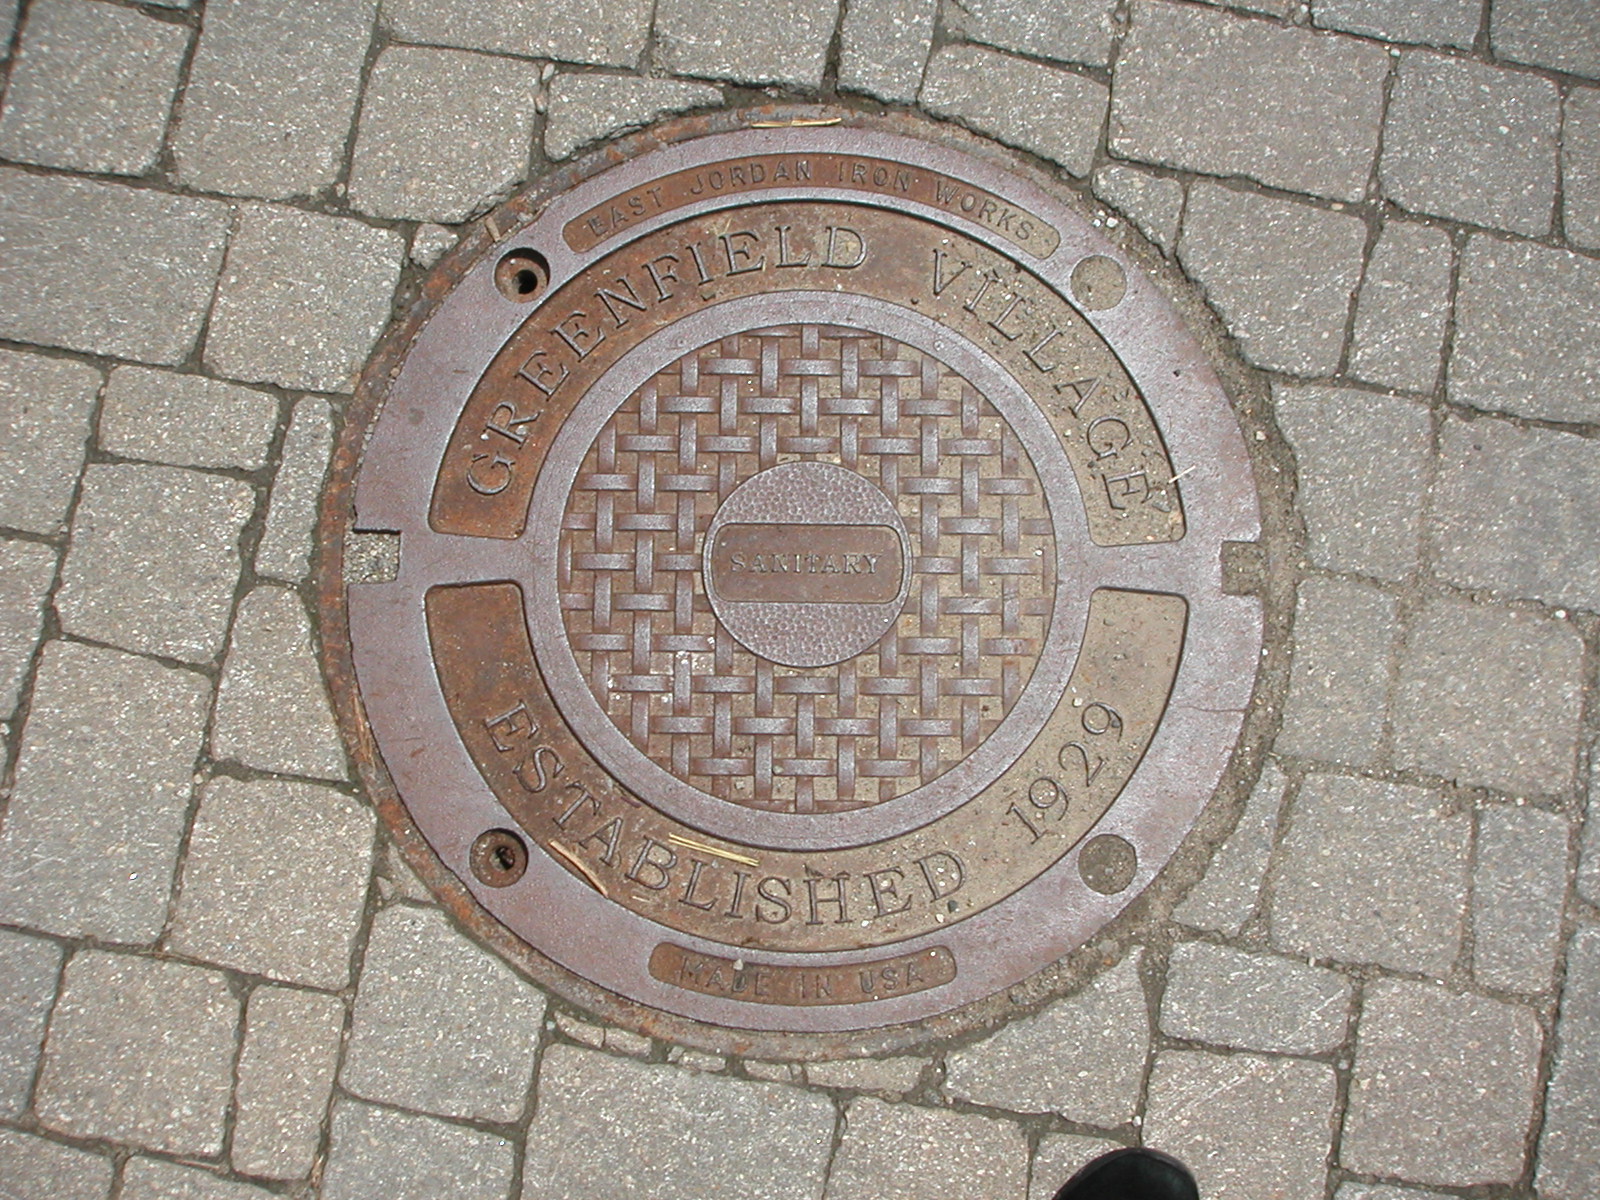 EAST JORDAN IRON WORKS
GREENFIELD VILLAGE
SANITARY
ESTABLISHED 1929
MADE IN USA